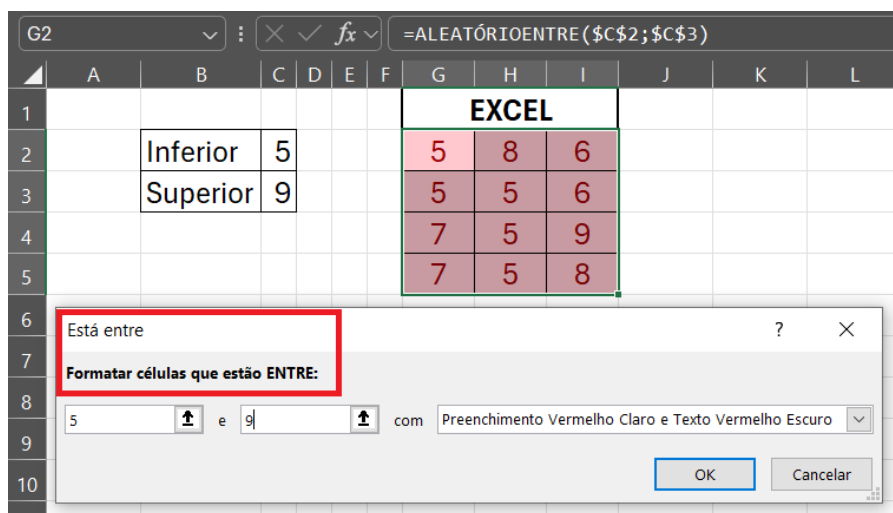 G2 fx =ALEATÓRIOENTRE($C$2;$C$3)
A B C D E F G H I J K L
1 EXCEL
2 Inferior 5 5 8 6
3 Superior 9 5 5 6
4 7 5 9
5 7 5 8
6 Está entre ? 
7 Formatar células que estão ENTRE:
8 5 e 9 com Preenchimento Vermelho Claro e Texto Vermelho Escuro
9
OK Cancelar
10